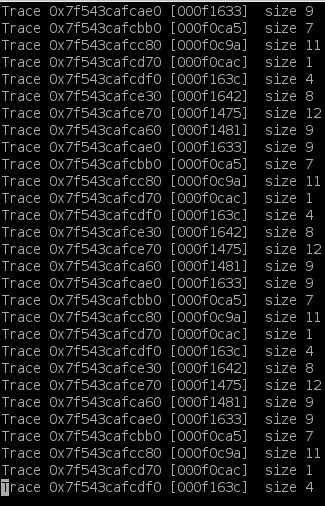 Trace 0x7f543cafcae0 [000f1633]  size 9
Trace 0x7f543cafcbb0 [000f0ca5]  size 7
Trace 0x7f543cafcc80 [000f0c9a]  size 11
Trace 0x7f543cafcd70 [000f0cac]  size 1
Trace 0x7f543cafcdf0 [000f163c]  size 4
Trace 0x7f543cafce30 [000f1642]  size 8
Trace 0x7f543cafce70 [000f1475]  size 12
Trace 0x7f543cafca60 [000f1481]  size 9
Trace 0x7f543cafcae0 [000f1633]  size 9
Trace 0x7f543cafcbb0 [000f0ca5]  size 7
Trace 0x7f543cafcc80 [000f0c9a]  size 11
Trace 0x7f543cafcd70 [000f0cac]  size 1
Trace 0x7f543cafcdf0 [000f163c]  size 4
Trace 0x7f543cafce30 [000f1642]  size 8
Trace 0x7f543cafce70 [000f1475]  size 12
Trace 0x7f543cafca60 [000f1481]  size 9
Trace 0x7f543cafcae0 [000f1633]  size 9
Trace 0x7f543cafcbb0 [000f0ca5]  size 7
Trace 0x7f543cafcc80 [000f0c9a]  size 11
Trace 0x7f543cafcd70 [000f0cac]  size 1
Trace 0x7f543cafcdf0 [000f163c]  size 4
Trace 0x7f543cafce30 [000f1642]  size 8
Trace 0x7f543cafce70 [000f1475]  size 12
Trace 0x7f543cafca60 [000f1481]  size 9
Trace 0x7f543cafcae0 [000f1633]  size 9
Trace 0x7f543cafcbb0 [000f0ca5]  size 7
Trace 0x7f543cafcc80 [000f0c9a]  size 11
Trace 0x7f543cafcd70 [000f0cac]  size 1
Trace 0x7f543cafcdf0 [000f163c]  size 4